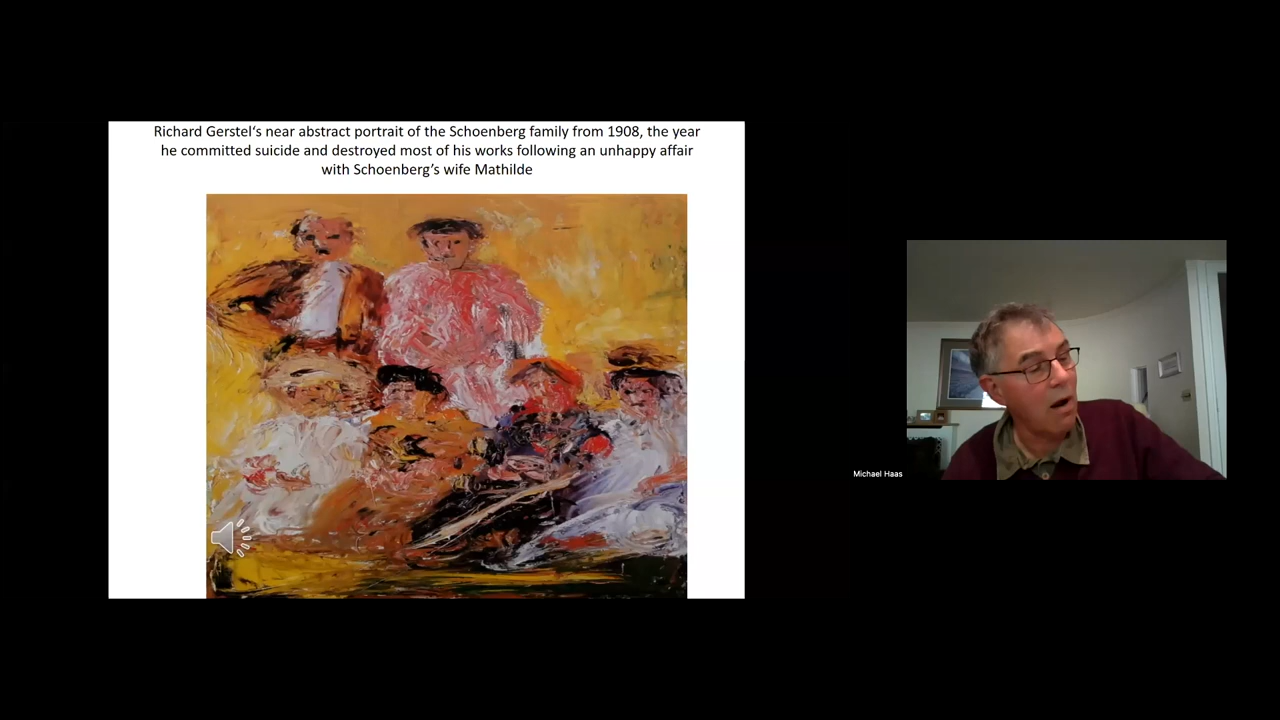 Richard Gerstel‘s near abstract portrait of the Schoenberg family from 1908, the year
he committed suicide and destroyed most of his works following an unhappy affair
with Schoenberg’s wife Mathilde
Michael Haas